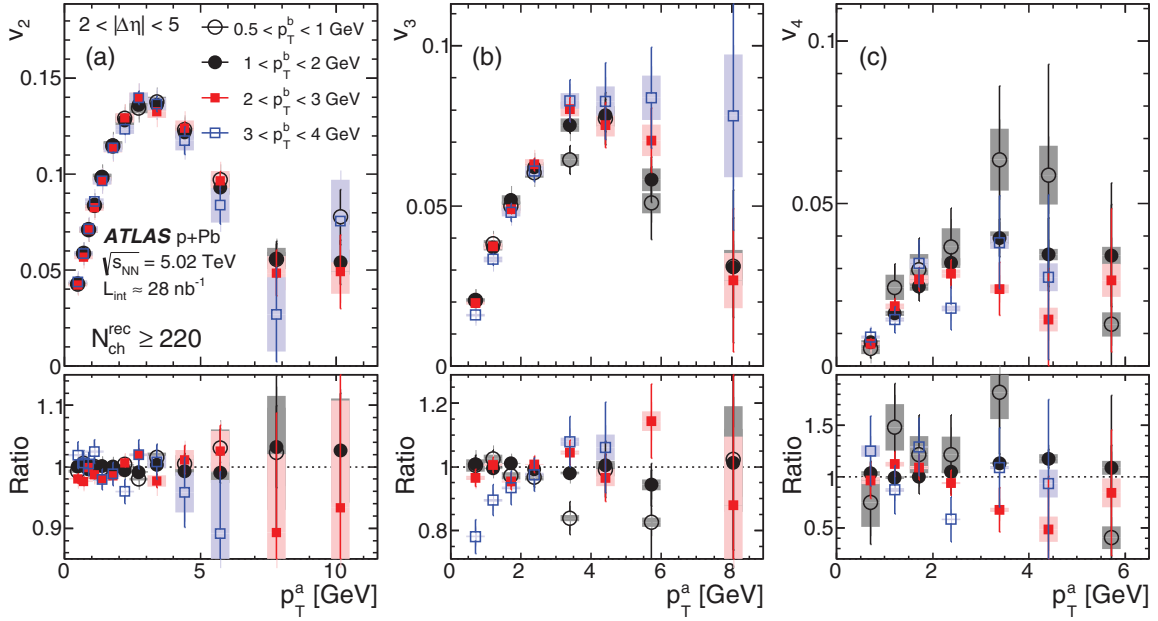 v₂
2 < |Δη| < 5
(a)
0.5 < p_T^b < 1 GeV
1 < p_T^b < 2 GeV
2 < p_T^b < 3 GeV
3 < p_T^b < 4 GeV
0.15
0.1
0.05
0
ATLAS p+Pb
√s_NN = 5.02 TeV
L_int ≈ 28 nb⁻¹
N_ch^rec ≥ 220
Ratio
1.1
1
0.9
0 5 10
p_T^a [GeV]
v₃
(b)
0.1
0.05
0
Ratio
1.2
1
0.8
0 2 4 6 8
p_T^a [GeV]
v₄
(c)
0.1
0.05
0
Ratio
1.5
1
0.5
0 2 4 6
p_T^a [GeV]